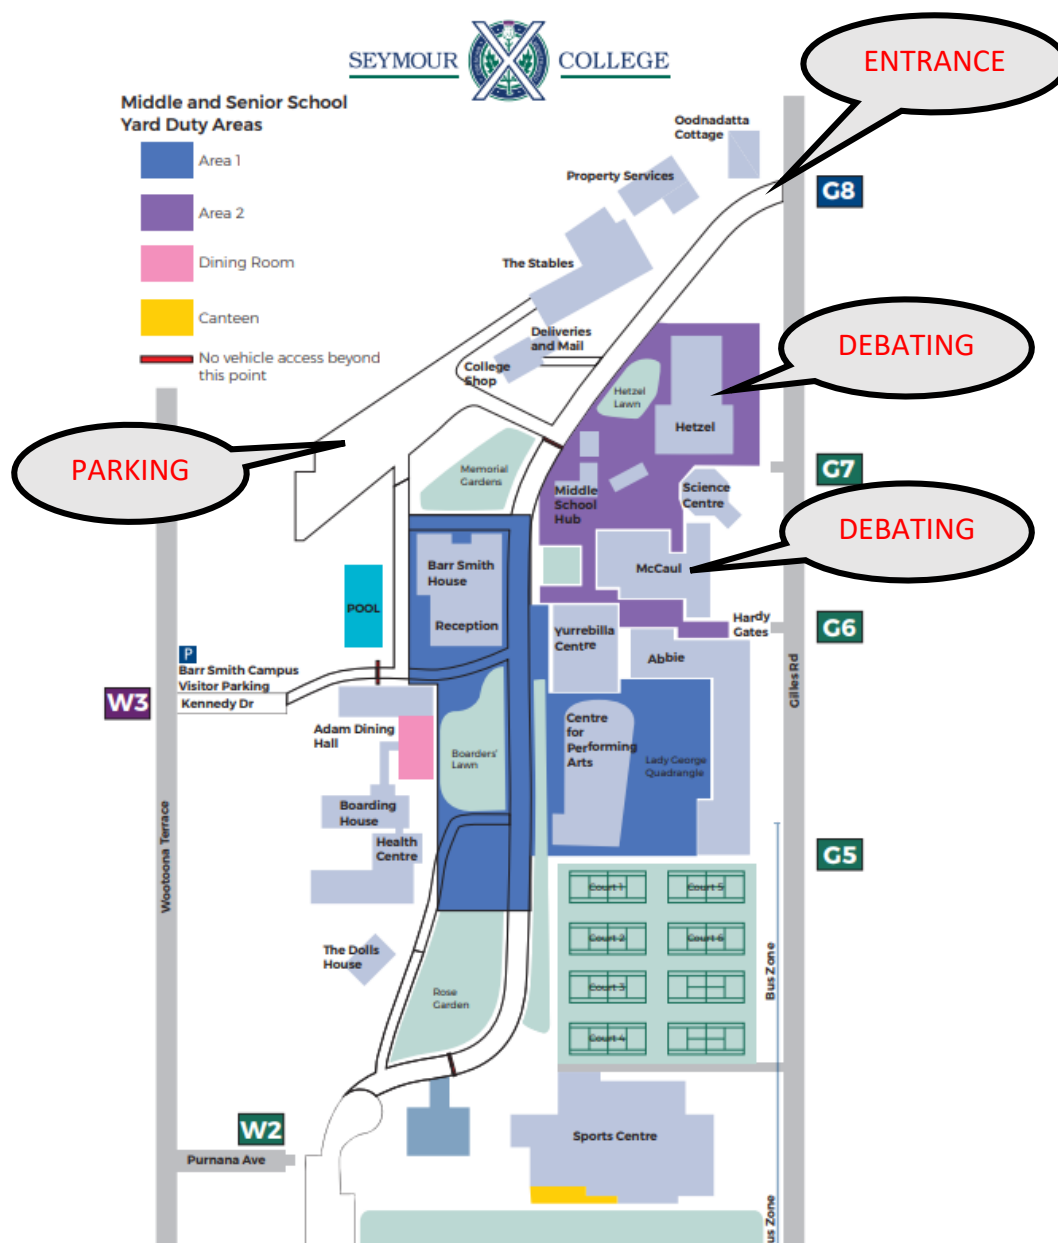 SEYMOUR COLLEGE
ENTRANCE
Middle and Senior School
Yard Duty Areas
Area 1
Area 2
Dining Room
Canteen
No vehicle access beyond
this point
Oodnadatta
Cottage
Property Services
G8
The Stables
Deliveries
and Mail
College
Shop
DEBATING
Hetzel
Lawn
Hetzel
PARKING
Memorial
Gardens
Middle
School
Hub
Science
Centre
G7
DEBATING
Barr Smith
House
McCaul
POOL
Reception
Yurrebilla
Centre
Hardy
Gates
G6
Abbie
P
Barr Smith Campus
Visitor Parking
Kennedy Dr
W3
Gilles Rd
Adam Dining
Hall
Centre
for
Performing
Arts
Boarders'
Lawn
Lady George
Quadrangle
Boarding
House
Health
Centre
Wootoona Terrace
G5
Court 1
Court 5
Court 2
Court 6
The Dolls
House
Rose
Garden
Court 3
Bus Zone
Court 4
W2
Purnana Ave
Sports Centre
us Zone